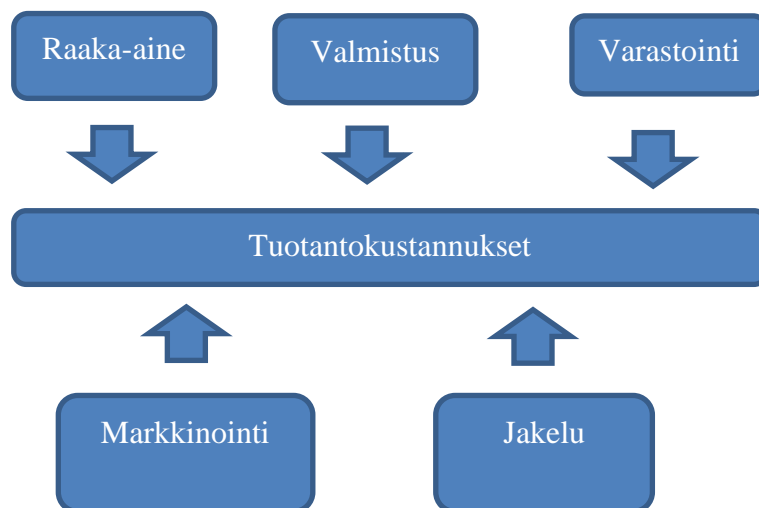 Raaka-aine
Valmistus
Varastointi
Tuotantokustannukset
Markkinointi
Jakelu